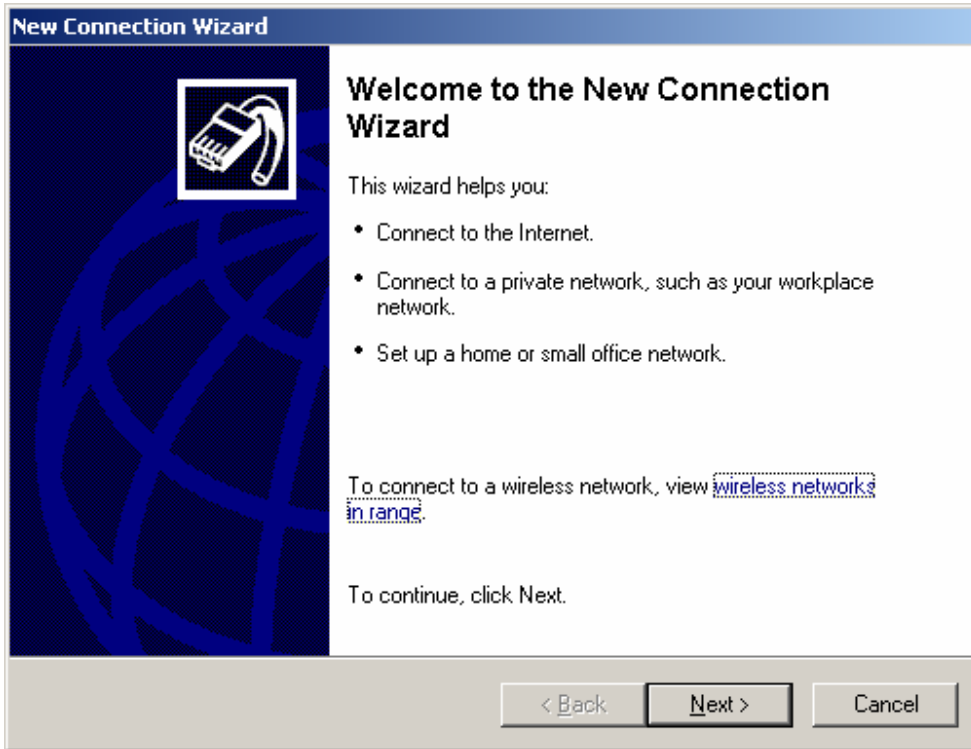 New Connection Wizard
Welcome to the New Connection
Wizard
This wizard helps you:
• Connect to the Internet.
• Connect to a private network, such as your workplace
network.
• Set up a home or small office network.
To connect to a wireless network, view wireless networks
in range.
To continue, click Next.
< Back Next > Cancel